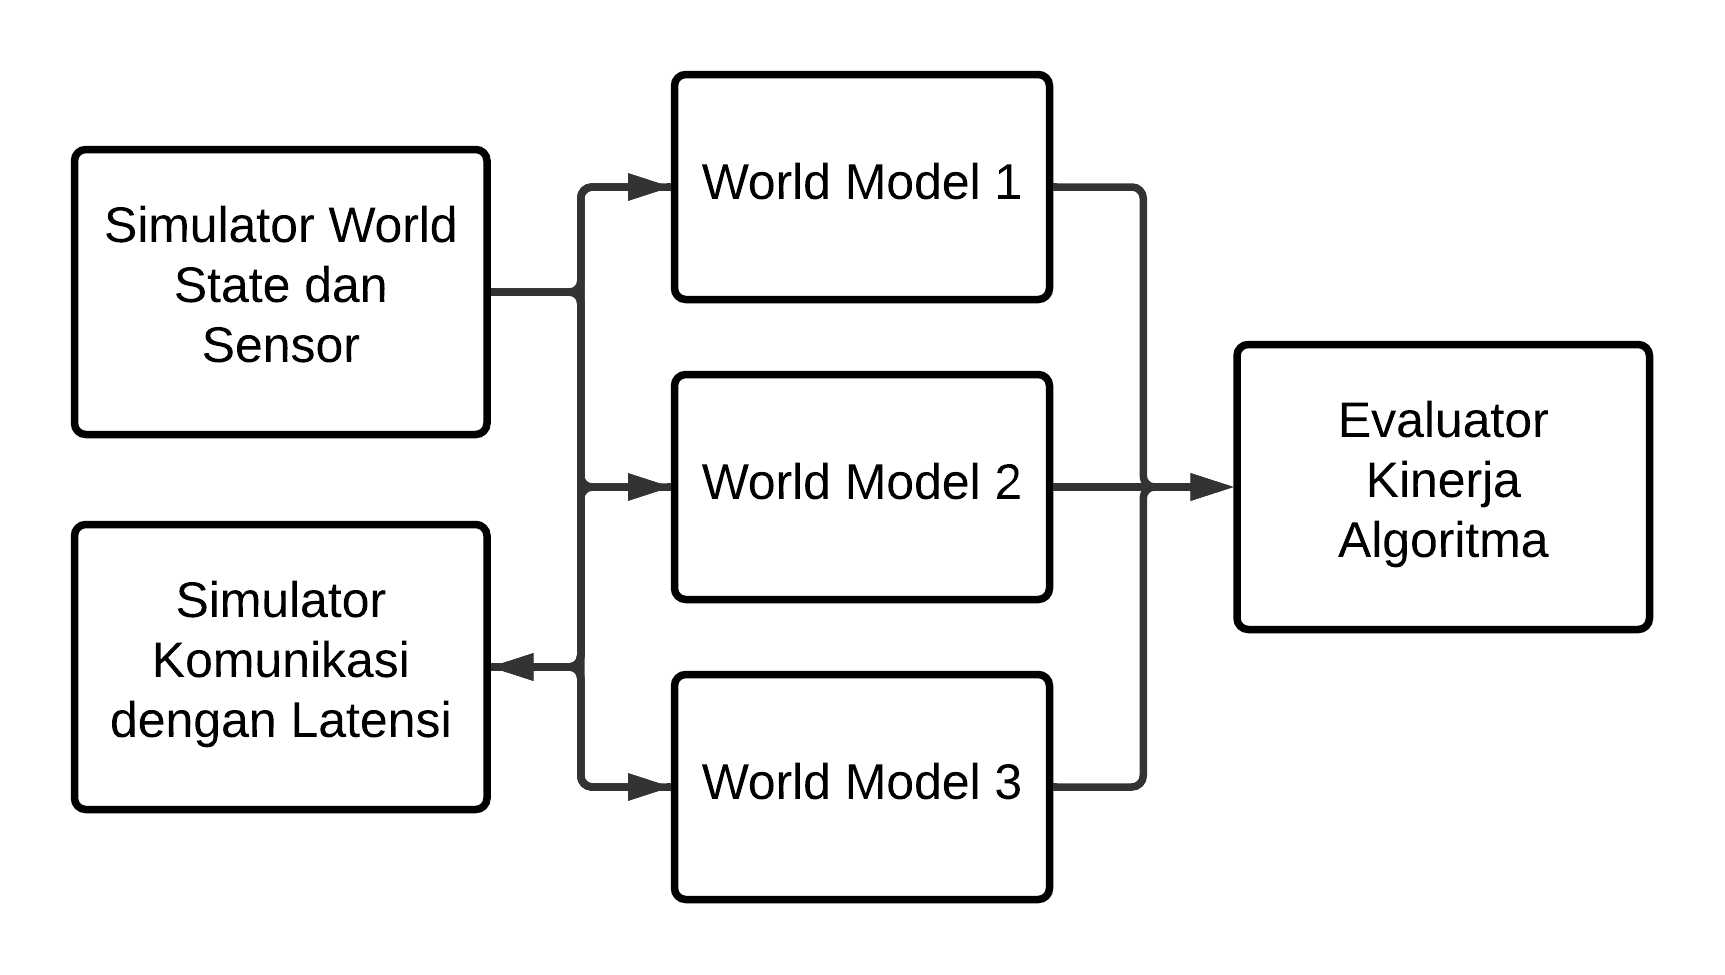 Simulator World
State dan
Sensor
Simulator
Komunikasi
dengan Latensi
World Model 1
World Model 2
World Model 3
Evaluator
Kinerja
Algoritma